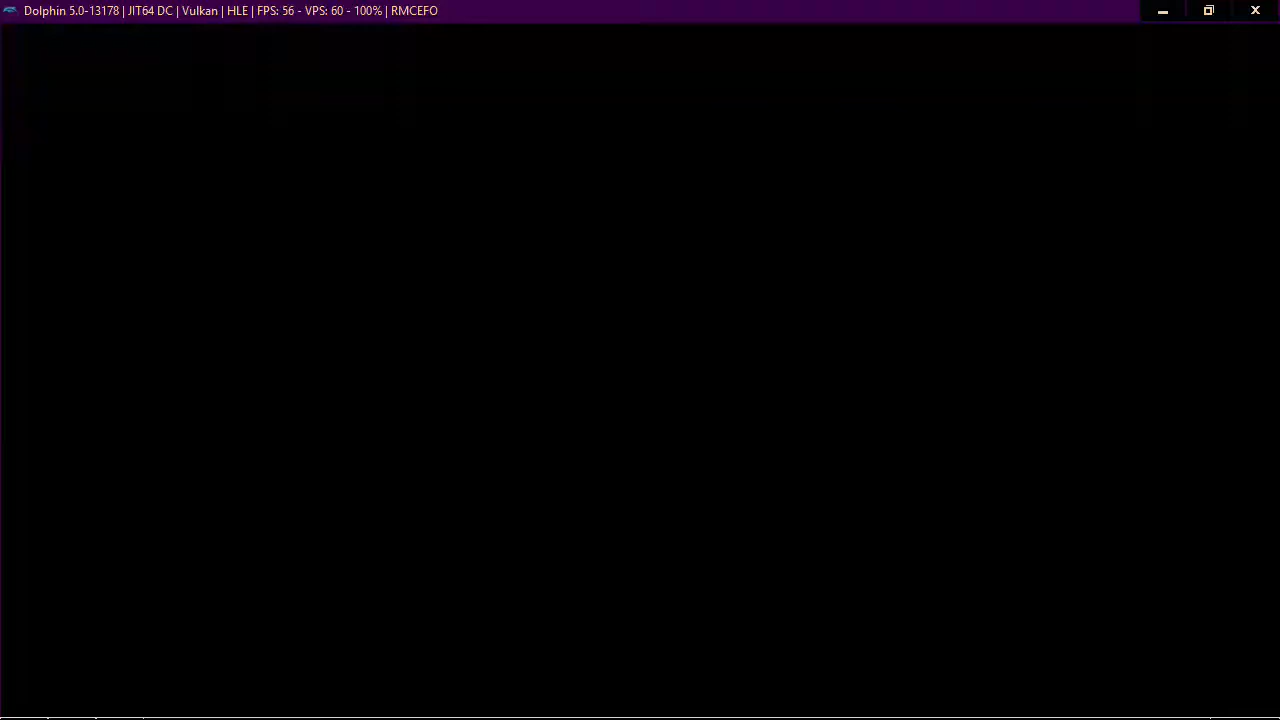 Dolphin 5.0-13178 | JIT64 DC | Vulkan | HLE | FPS: 56 - VPS: 60 - 100% | RMCEFO